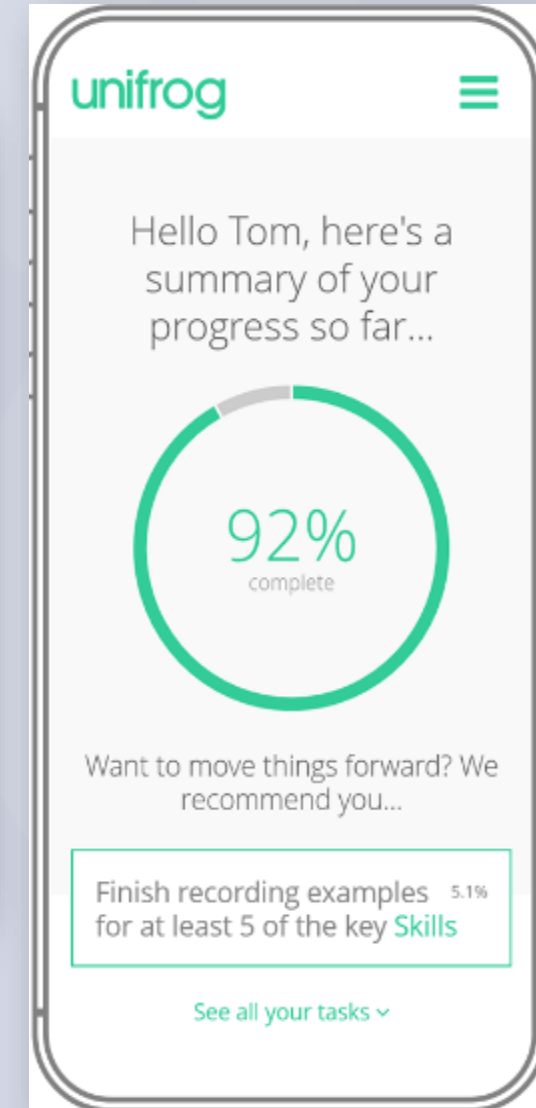 unifrog
Hello Tom, here's a
summary of your
progress so far...
92%
complete
Want to move things forward? We
recommend you...
Finish recording examples 5.1%
for at least 5 of the key Skills
See all your tasks